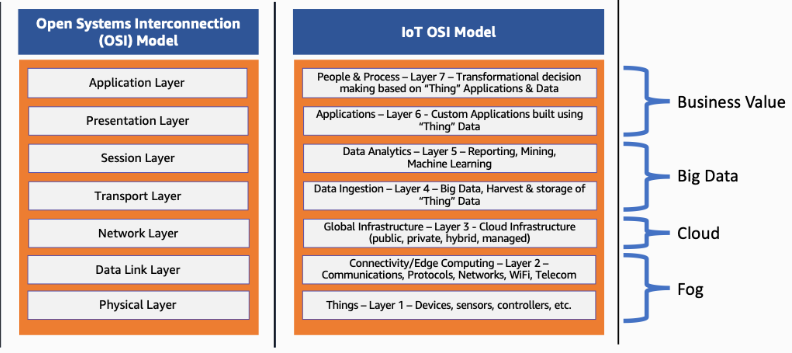 Open Systems Interconnection
(OSI) Model
Application Layer
Presentation Layer
Session Layer
Transport Layer
Network Layer
Data Link Layer
Physical Layer
IoT OSI Model
People & Process – Layer 7 – Transformational decision
making based on “Thing” Applications & Data
Applications – Layer 6 - Custom Applications built using
“Thing” Data
Data Analytics – Layer 5 – Reporting, Mining,
Machine Learning
Data Ingestion – Layer 4 – Big Data, Harvest & storage of
“Thing” Data
Global Infrastructure – Layer 3 - Cloud Infrastructure
(public, private, hybrid, managed)
Connectivity/Edge Computing – Layer 2 –
Communications, Protocols, Networks, WiFi, Telecom
Things – Layer 1 – Devices, sensors, controllers, etc.
Business Value
Big Data
Cloud
Fog